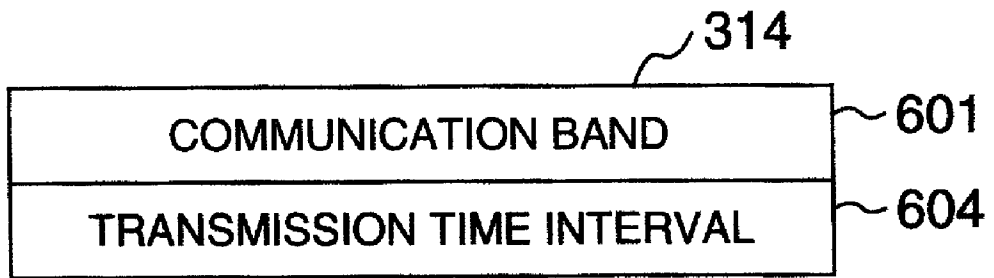 314
COMMUNICATION BAND 601
TRANSMISSION TIME INTERVAL 604